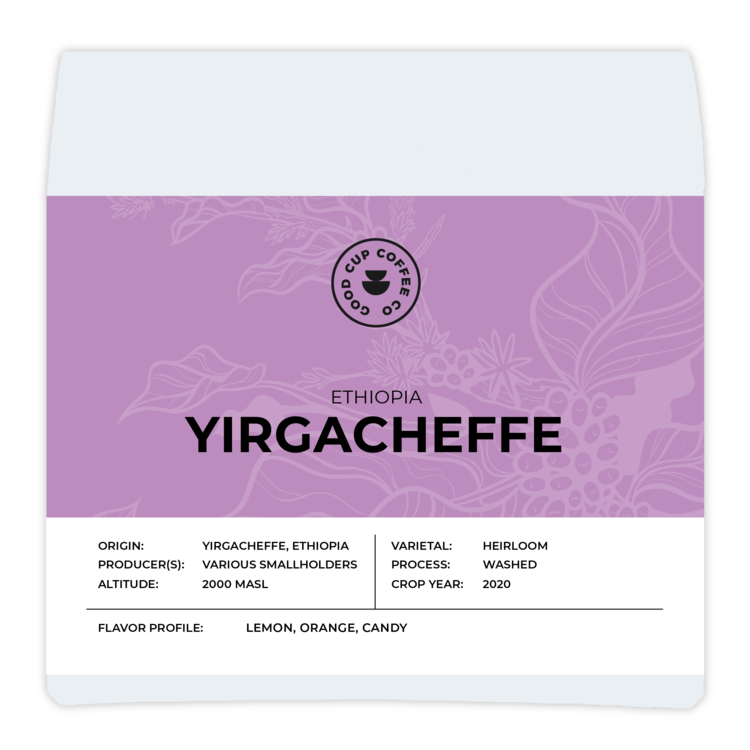 GOOD CUP COFFEE CO
ETHIOPIA
YIRGACHEFFE
ORIGIN: YIRGACHEFFE, ETHIOPIA
PRODUCER(S): VARIOUS SMALLHOLDERS
ALTITUDE: 2000 MASL
VARIETAL: HEIRLOOM
PROCESS: WASHED
CROP YEAR: 2020
FLAVOR PROFILE: LEMON, ORANGE, CANDY